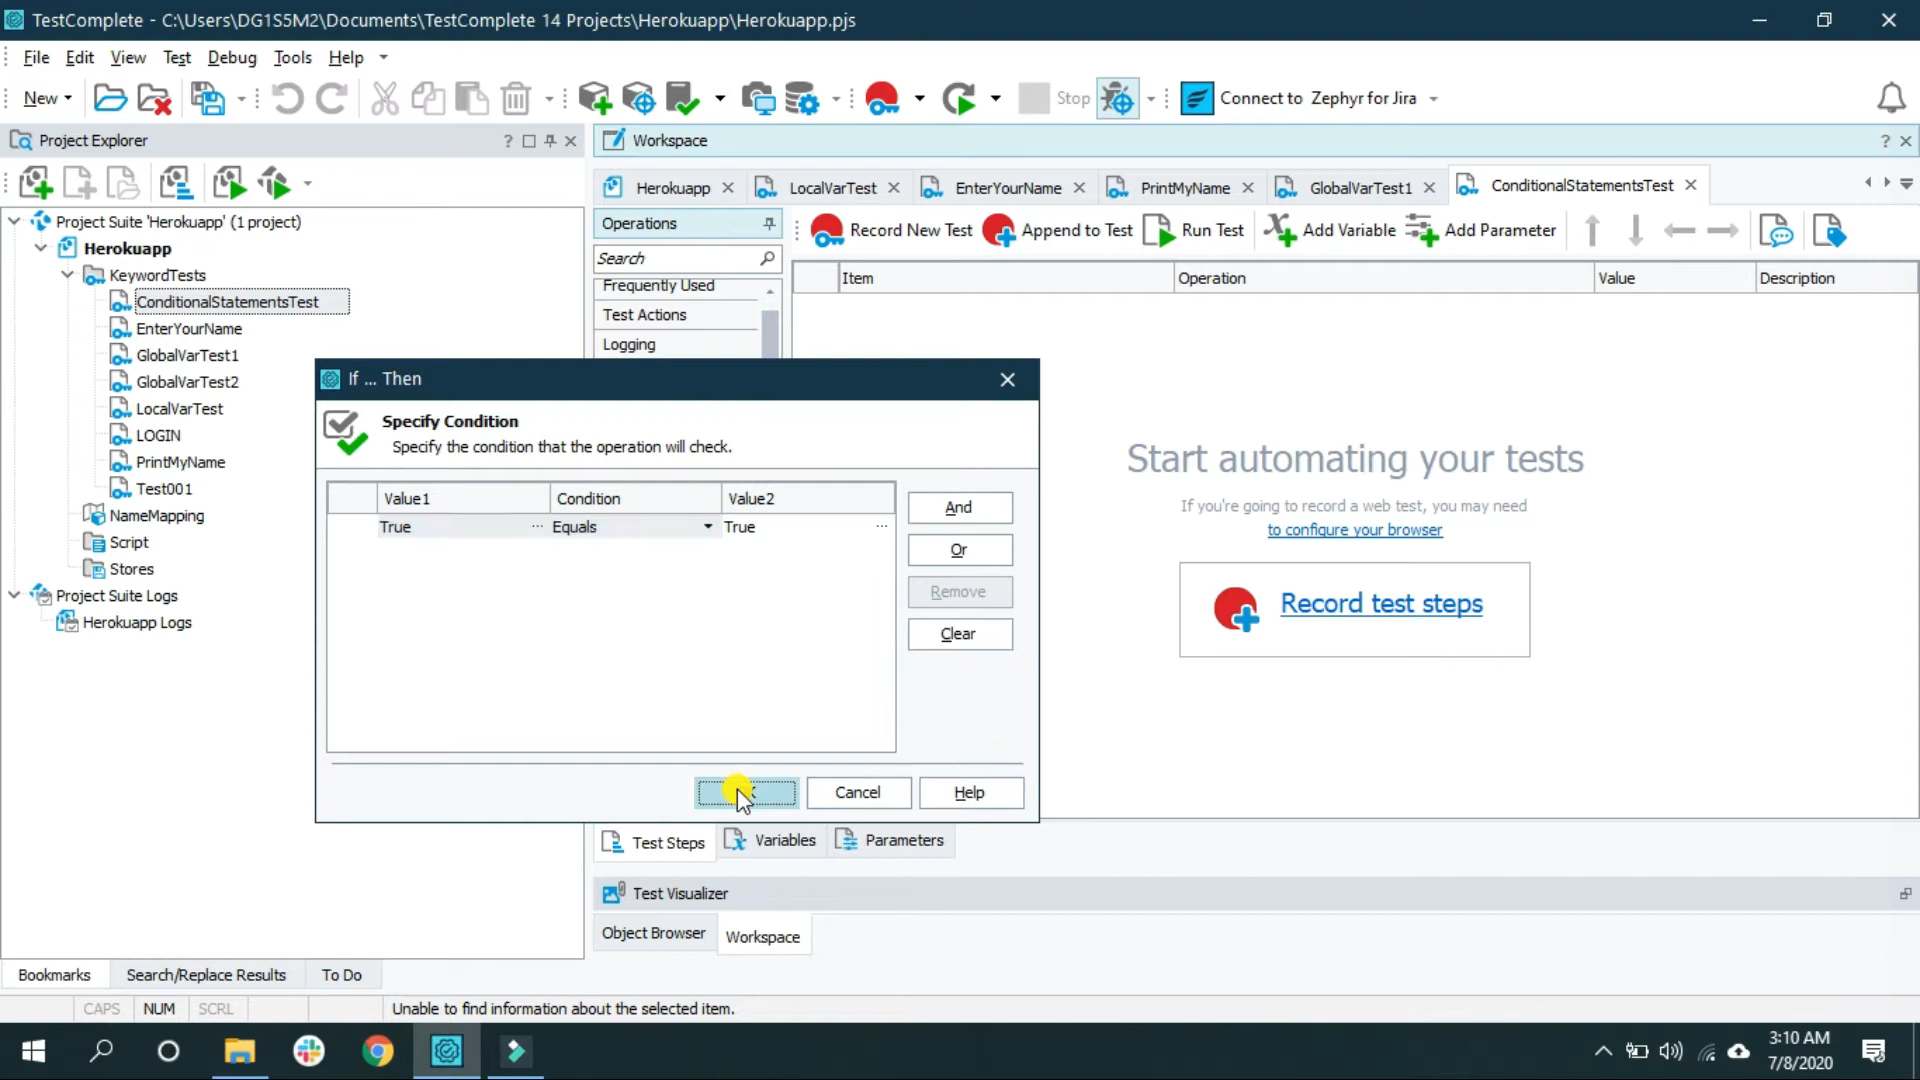 TestComplete - C:\Users\DG1S5M2\Documents\TestComplete 14 Projects\Herokuapp\Herokuapp.pjs
File Edit View Test Debug Tools Help
New Stop Connect to Zephyr for Jira
Project Explorer ?
Workspace ?
Herokuapp LocalVarTest EnterYourName PrintMyName GlobalVarTest1 ConditionalStatementsTest
Operations
Record New Test Append to Test Run Test Add Variable Add Parameter
Search
Item Operation Value Description
Frequently Used
Test Actions
Logging
Project Suite 'Herokuapp' (1 project)
Herokuapp
KeywordTests
ConditionalStatementsTest
EnterYourName
GlobalVarTest1
GlobalVarTest2
LocalVarTest
LOGIN
PrintMyName
Test001
NameMapping
Script
Stores
Project Suite Logs
Herokuapp Logs
If ... Then
Specify Condition
Specify the condition that the operation will check.
Value1 Condition Value2
True ... Equals True ...
And
Or
Remove
Clear
Cancel Help
Start automating your tests
If you're going to record a web test, you may need
to configure your browser
Record test steps
Test Steps Variables Parameters
Test Visualizer
Object Browser Workspace
Bookmarks Search/Replace Results To Do
CAPS NUM SCRL Unable to find information about the selected item.
3:10 AM
7/8/2020